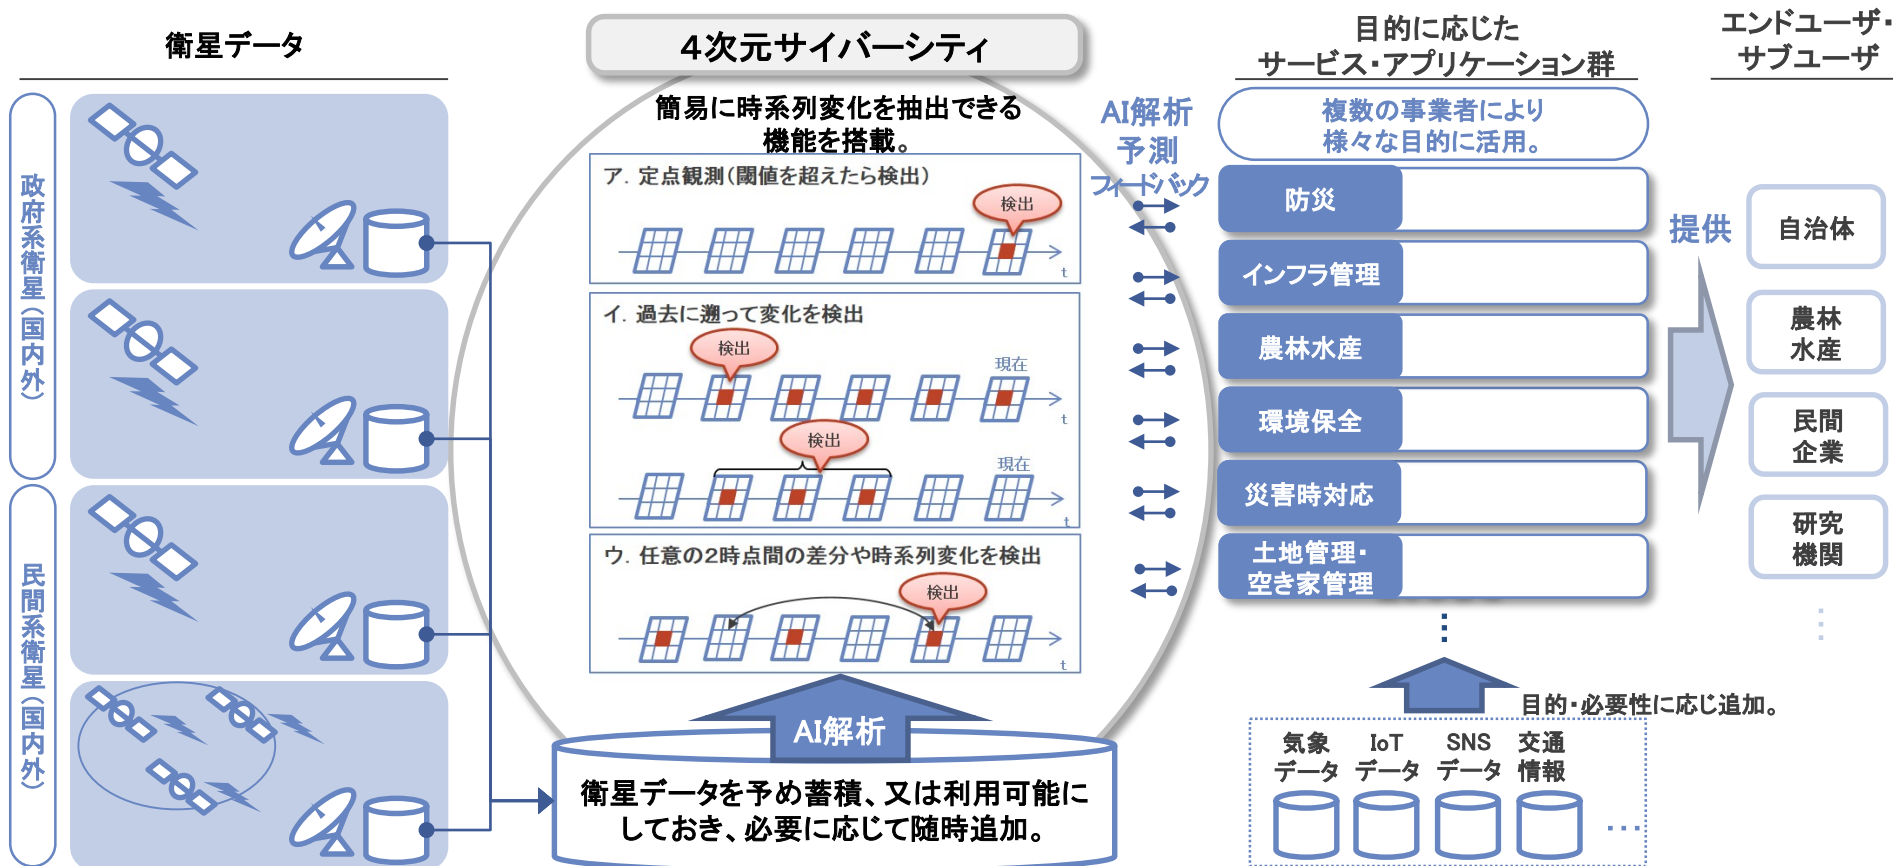 衛星データ
政府系衛星(国内外)
民間系衛星(国内外)
4次元サイバーシティ
簡易に時系列変化を抽出できる
機能を搭載。
ア. 定点観測(閾値を超えたら検出)
検出
t
イ. 過去に遡って変化を検出
検出
現在
t
検出
現在
t
ウ. 任意の2時点間の差分や時系列変化を検出
検出
t
AI解析
衛星データを予め蓄積、又は利用可能に
しておき、必要に応じて随時追加。
AI解析
予測
フィードバック
目的に応じた
サービス・アプリケーション群
複数の事業者により
様々な目的に活用。
防災
インフラ管理
農林水産
環境保全
災害時対応
土地管理・
空き家管理
⋮
目的・必要性に応じ追加。
気象
データ
IoT
データ
SNS
データ
交通
情報
…
提供
エンドユーザ・
サブユーザ
自治体
農林
水産
民間
企業
研究
機関
⋮